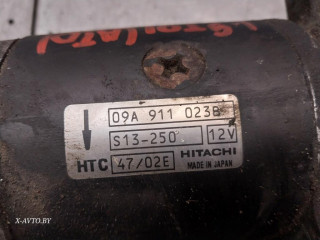 09A 911 023B
S13-250 12V
HTC 47/02E HITACHI
MADE IN JAPAN
X-AVTO.BY